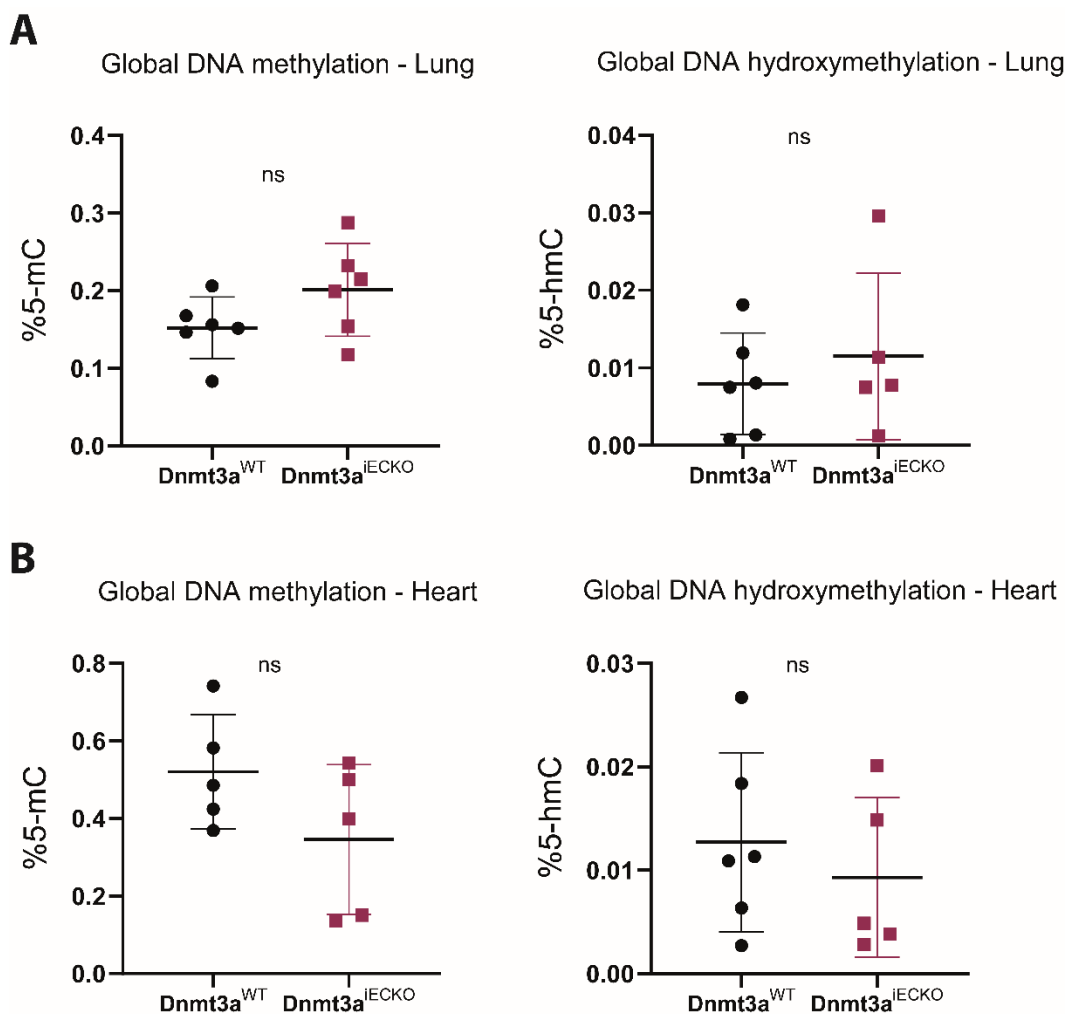 A
Global DNA methylation - Lung
Global DNA hydroxymethylation - Lung
%5-mC
0.4
0.3
0.2
0.1
0.0
ns
Dnmt3aWT
Dnmt3aiECKO
%5-hmC
0.04
0.03
0.02
0.01
0.00
ns
Dnmt3aWT
Dnmt3aiECKO
B
Global DNA methylation - Heart
Global DNA hydroxymethylation - Heart
%5-mC
0.8
0.6
0.4
0.2
0.0
ns
Dnmt3aWT
Dnmt3aiECKO
%5-hmC
0.03
0.02
0.01
0.00
ns
Dnmt3aWT
Dnmt3aiECKO